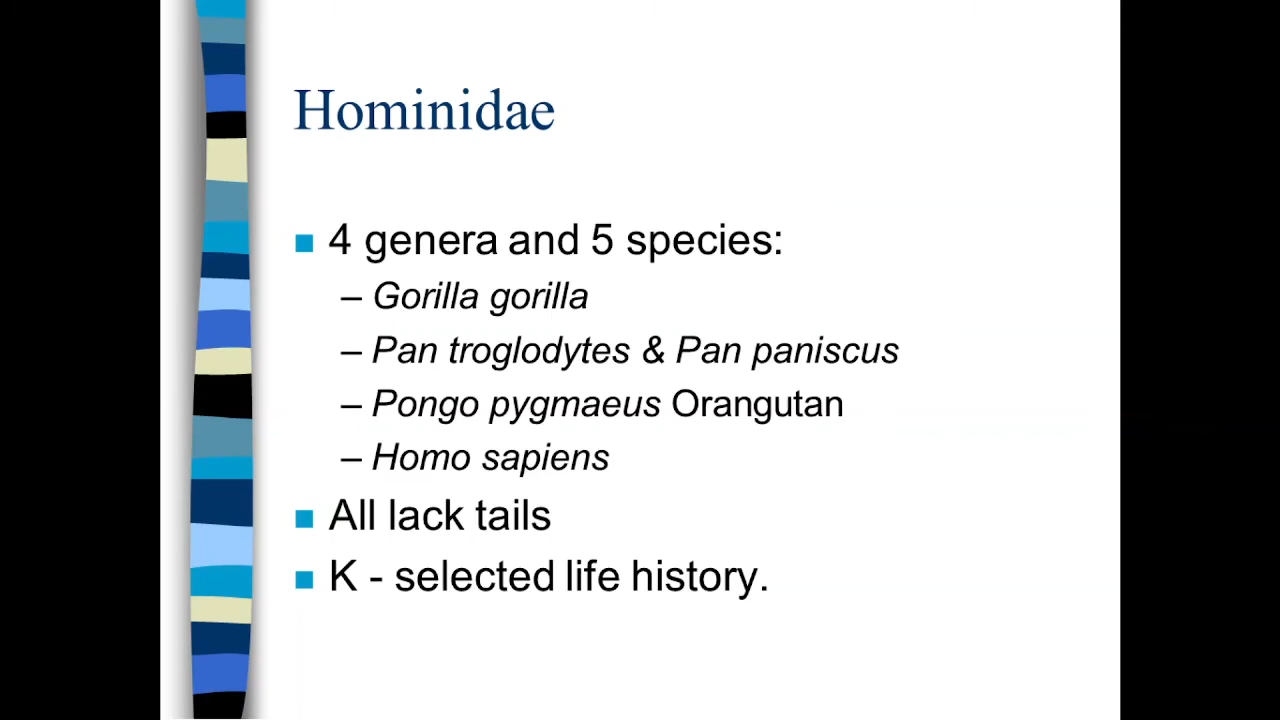 Hominidae
4 genera and 5 species:
– Gorilla gorilla
– Pan troglodytes & Pan paniscus
– Pongo pygmaeus Orangutan
– Homo sapiens
All lack tails
K - selected life history.